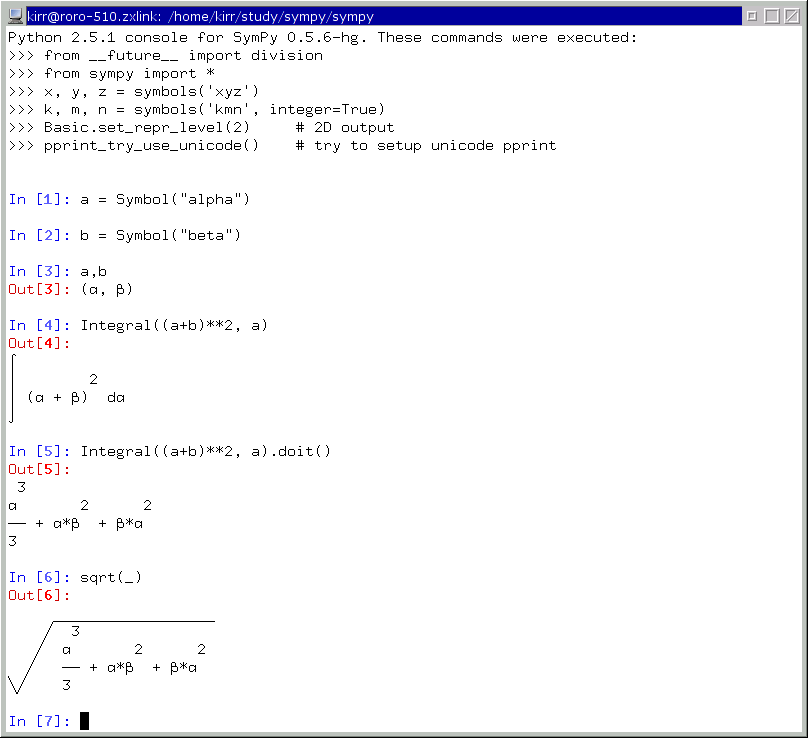 kirr@roro-510.zxlink: /home/kirr/study/sympy/sympy
Python 2.5.1 console for SymPy 0.5.6-hg. These commands were executed:
>>> from __future__ import division
>>> from sympy import *
>>> x, y, z = symbols('xyz')
>>> k, m, n = symbols('kmn', integer=True)
>>> Basic.set_repr_level(2)     # 2D output
>>> pprint_try_use_unicode()    # try to setup unicode pprint
In [1]: a = Symbol("alpha")
In [2]: b = Symbol("beta")
In [3]: a,b
Out[3]: (α, β)
In [4]: Integral((a+b)**2, a)
Out[4]:
⌠
│        2
│ (α + β)  dα
⌡
In [5]: Integral((a+b)**2, a).doit()
Out[5]:
 3
α       2      2
── + α*β  + β*α
3
In [6]: sqrt(_)
Out[6]:
       3
      α       2      2
      ── + α*β  + β*α
      3
In [7]: